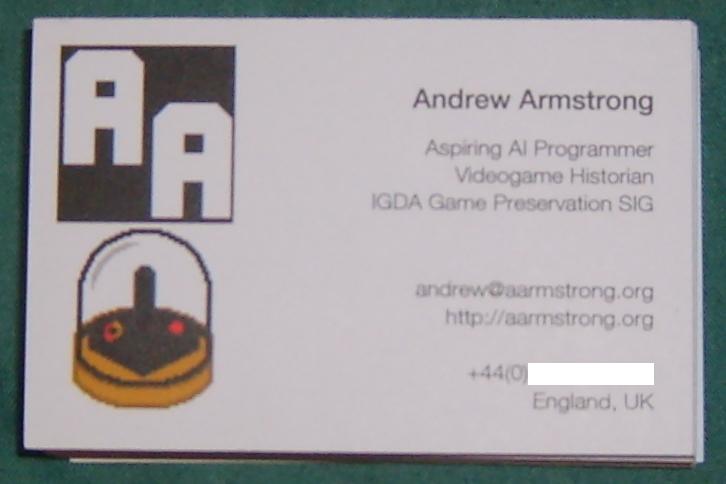 AA
Andrew Armstrong
Aspiring AI Programmer
Videogame Historian
IGDA Game Preservation SIG
andrew@aarmstrong.org
http://aarmstrong.org
+44(0)
England, UK